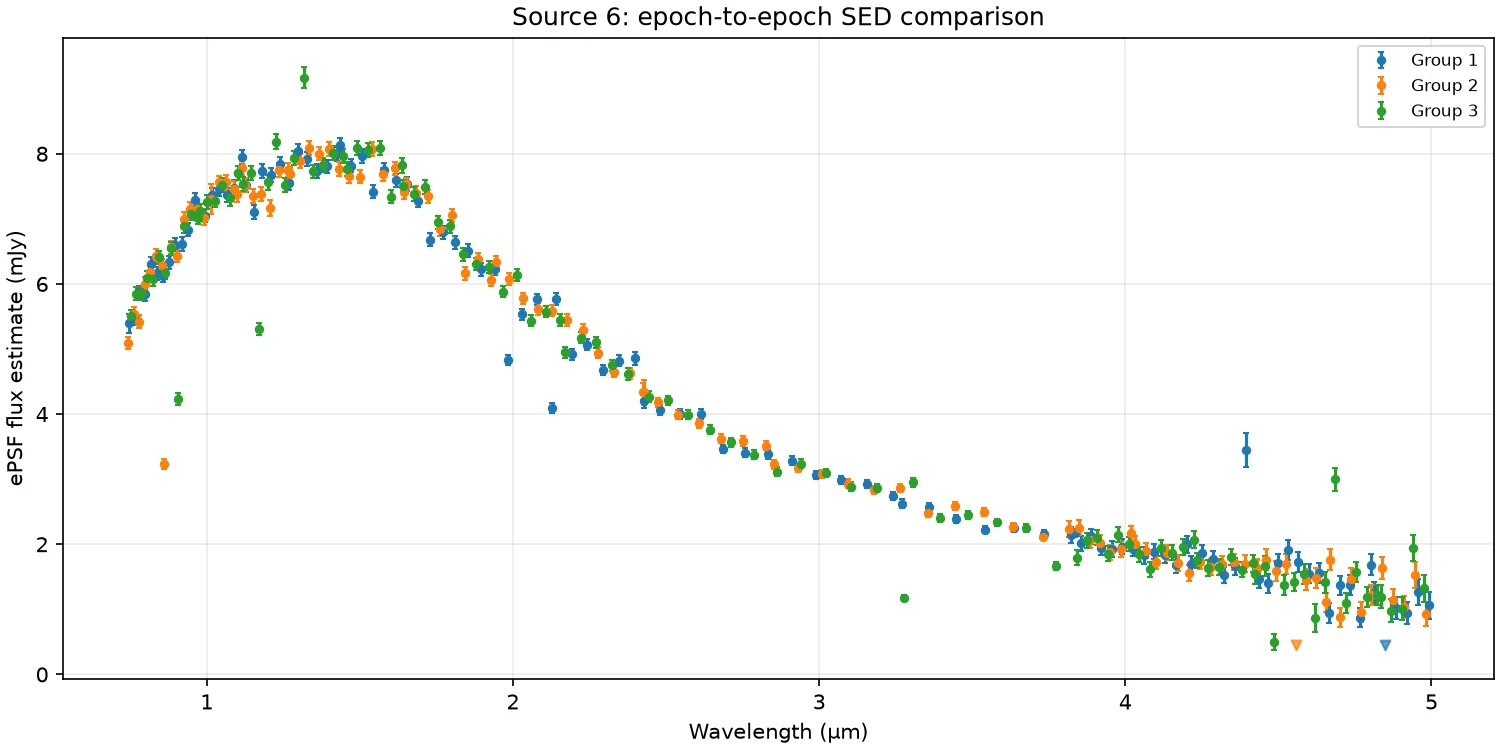 Source 6: epoch-to-epoch SED comparison
ePSF flux estimate (mJy)
8
6
4
2
0
Group 1
Group 2
Group 3
1 2 3 4 5
Wavelength (µm)